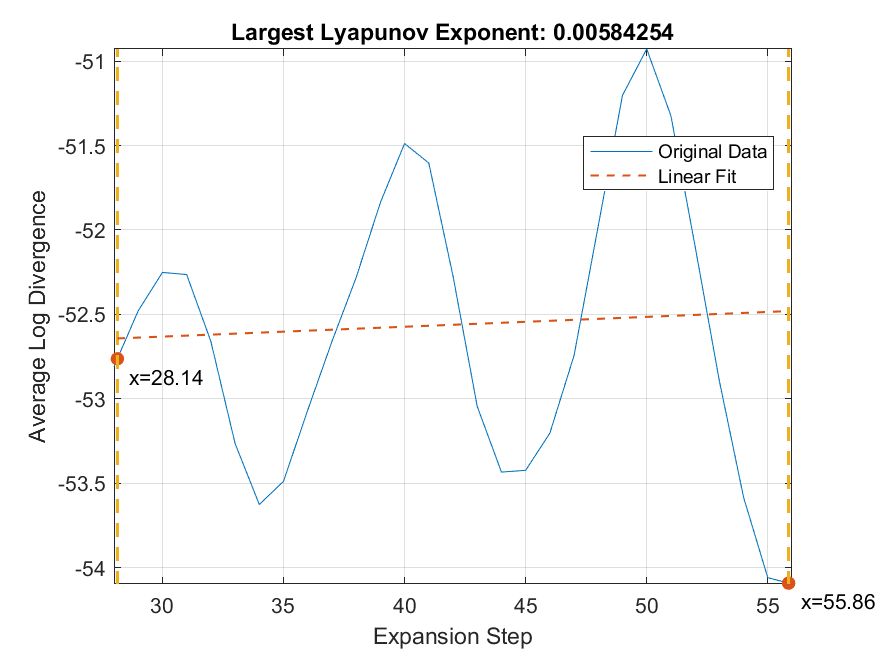 Largest Lyapunov Exponent: 0.00584254
Average Log Divergence
-51
-51.5
-52
-52.5
-53
-53.5
-54
Original Data
Linear Fit
x=28.14
x=55.86
30
35
40
45
50
55
Expansion Step